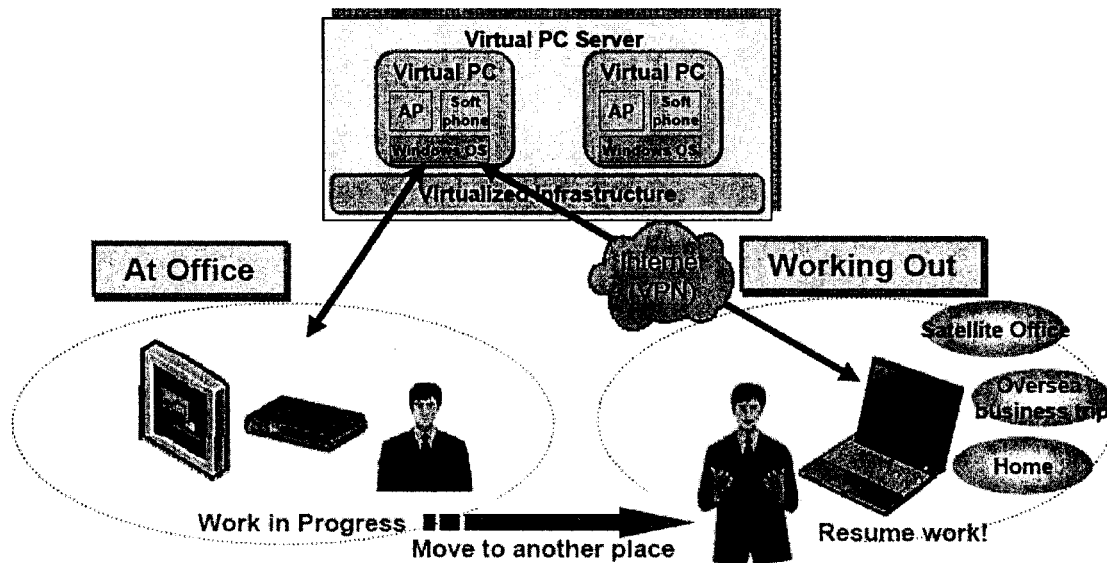 Virtual PC Server
Virtual PC
AP
Soft
phone
Windows OS
Virtual PC
AP
Soft
phone
Windows OS
Virtualized Infrastructure
At Office
Internet
(VPN)
Working Out
Satellite Office
Oversea
business trip
Home
Work in Progress
Move to another place
Resume work!